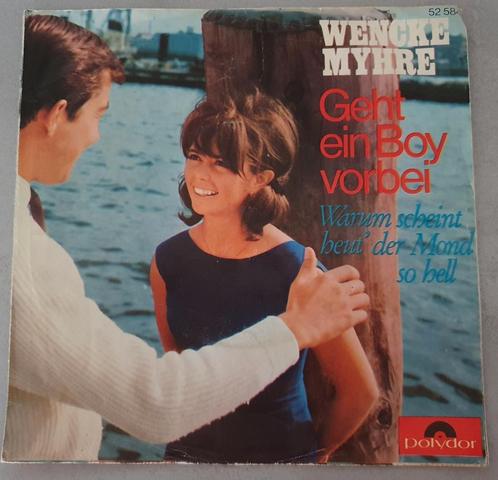 52 58
WENCKE
MYHRE
Geht
ein Boy
vorbei
Warum scheint
heut' der Mond
so hell
polydor